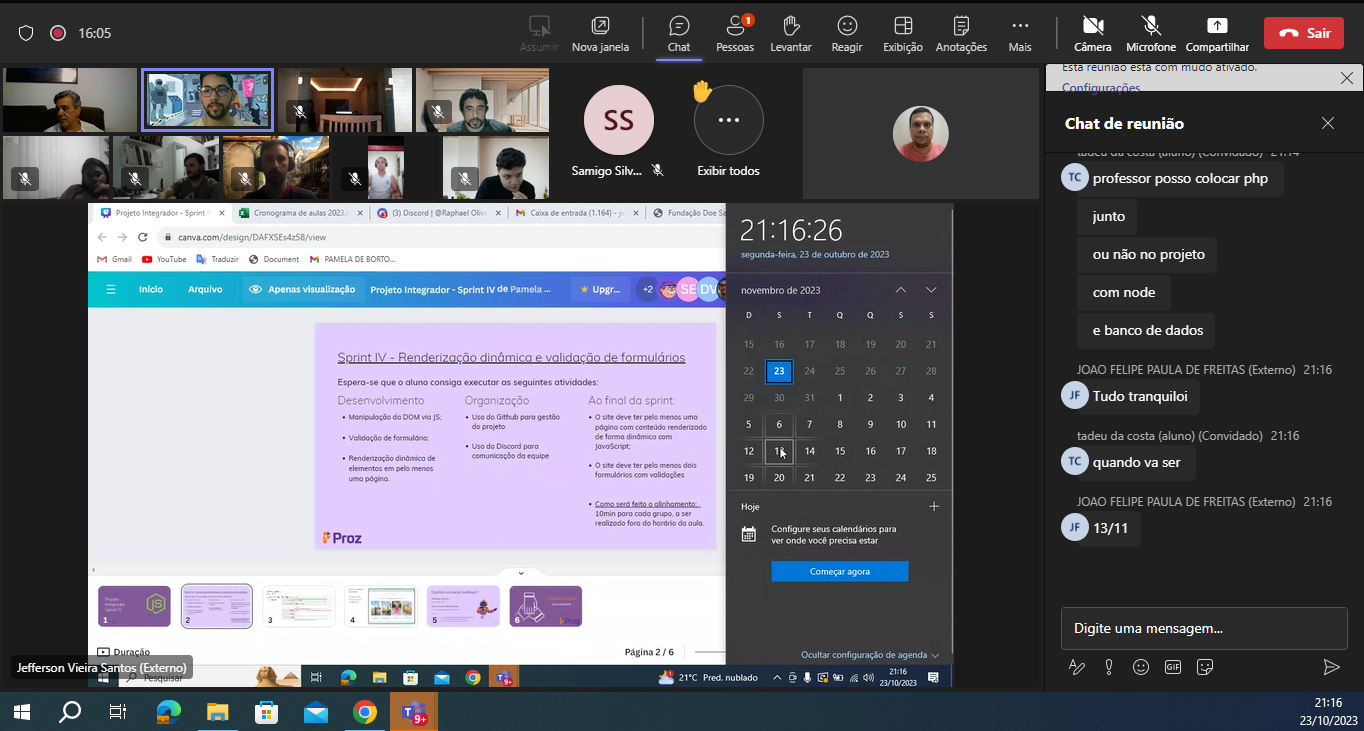 16:05
Assumir
Nova janela
Chat
1
Pessoas
Levantar
Reagir
Exibição
Anotações
Mais
Câmera
Microfone
Compartilhar
Sair
SS
Samigo Silv...
Exibir todos
Esta reunião está com mudo ativado.
Configurações
Chat de reunião
tadeu da costa (aluno) (Convidado) 21:14
TC
professor posso colocar php
junto
ou não no projeto
com node
e banco de dados
JOAO FELIPE PAULA DE FREITAS (Externo) 21:16
JF
Tudo tranquiloi
tadeu da costa (aluno) (Convidado) 21:16
TC
quando va ser
JOAO FELIPE PAULA DE FREITAS (Externo) 21:16
JF
13/11
Digite uma mensagem...
GIF
Projeto Integrador - Sprint
Cronograma de aulas 2023.
(3) Discord | @Raphael Olive
Caixa de entrada (1.164) - je
Fundação Doe Sa
canva.com/design/DAFXSEs4z58/view
Gmail
YouTube
Traduzir
Document
PAMELA DE BORTO...
Início
Arquivo
Apenas visualização
Projeto Integrador - Sprint IV de Pamela ...
Upgr...
+2
SE
DV
Sprint IV - Renderização dinâmica e validação de formulários
Espera-se que o aluno consiga executar as seguintes atividades:
Desenvolvimento
• Manipulação da DOM via JS;
• Validação de formulário;
• Renderização dinâmica de
elementos em pelo menos
uma página.
Organização
• Uso do Github para gestão
do projeto
• Uso do Discord para
comunicação da equipe
Ao final da sprint:
• O site deve ter pelo menos uma
página com conteúdo renderizado
de forma dinâmica com
JavaScript;
• O site deve ter pelo menos dois
formulários com validações
• Como será feito o alinhamento:
10min para cada grupo, a ser
realizado fora do horário da aula.
Proz
Projeto
Integrador
Sprint IV
JS
1
2
3
4
5
6
Proz
Duração
Página 2 / 6
21:16:26
segunda-feira, 23 de outubro de 2023
novembro de 2023
D S T Q Q S S
15 16 17 18 19 20 21
22 23 24 25 26 27 28
29 30 31 1 2 3 4
5 6 7 8 9 10 11
12 13 14 15 16 17 18
19 20 21 22 23 24 25
Hoje
Configure seus calendários para
ver onde você precisa estar
Começar agora
Ocultar configuração de agenda
Jefferson Vieira Santos (Externo)
Pesquisar
9+
21°C Pred. nublado
21:16
23/10/2023
9+
21:16
23/10/2023